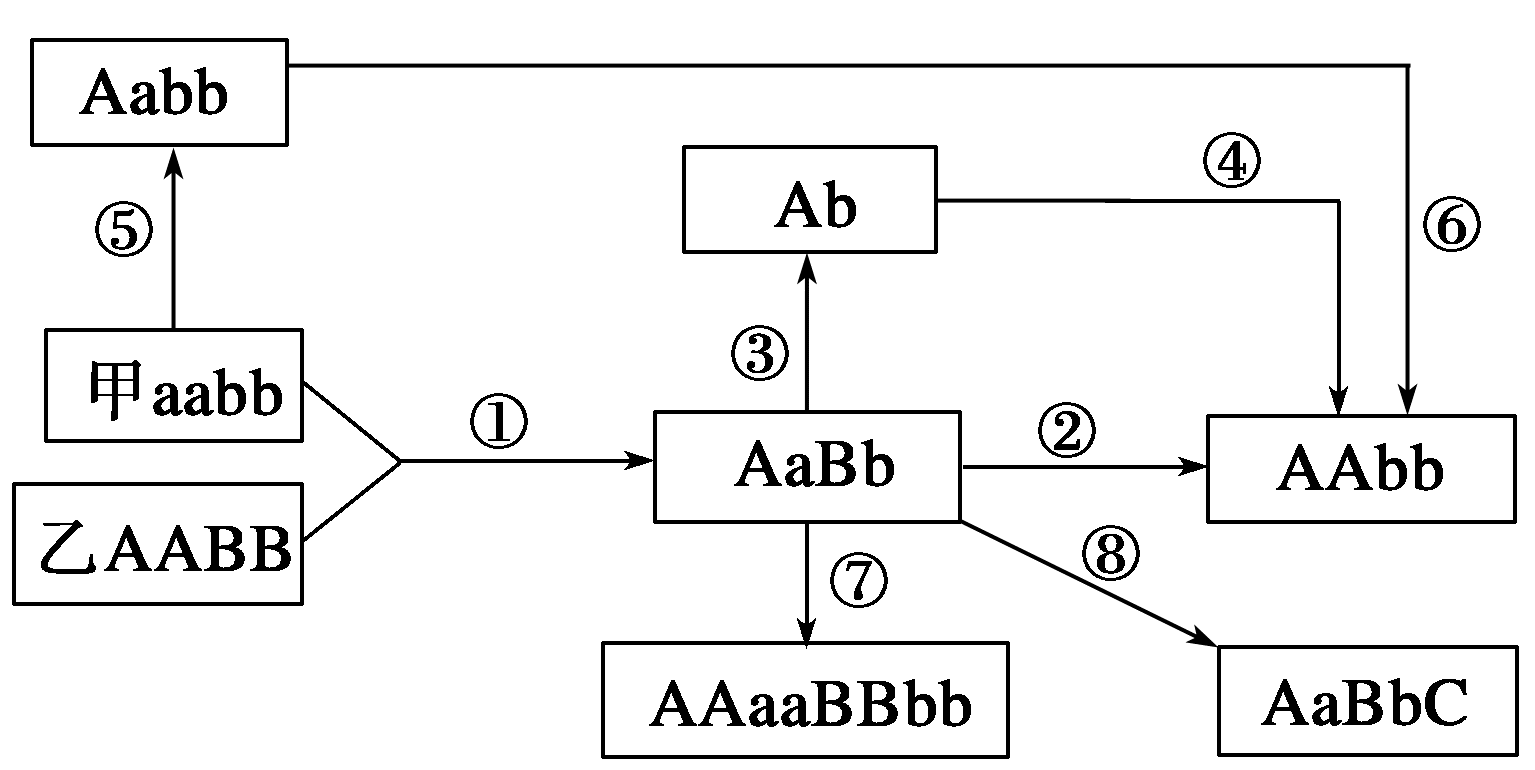 Aabb
Ab
④
⑤
⑥
③
甲aabb
①
②
AaBb
AAbb
乙AABB
⑦
⑧
AAaaBBbb
AaBbC